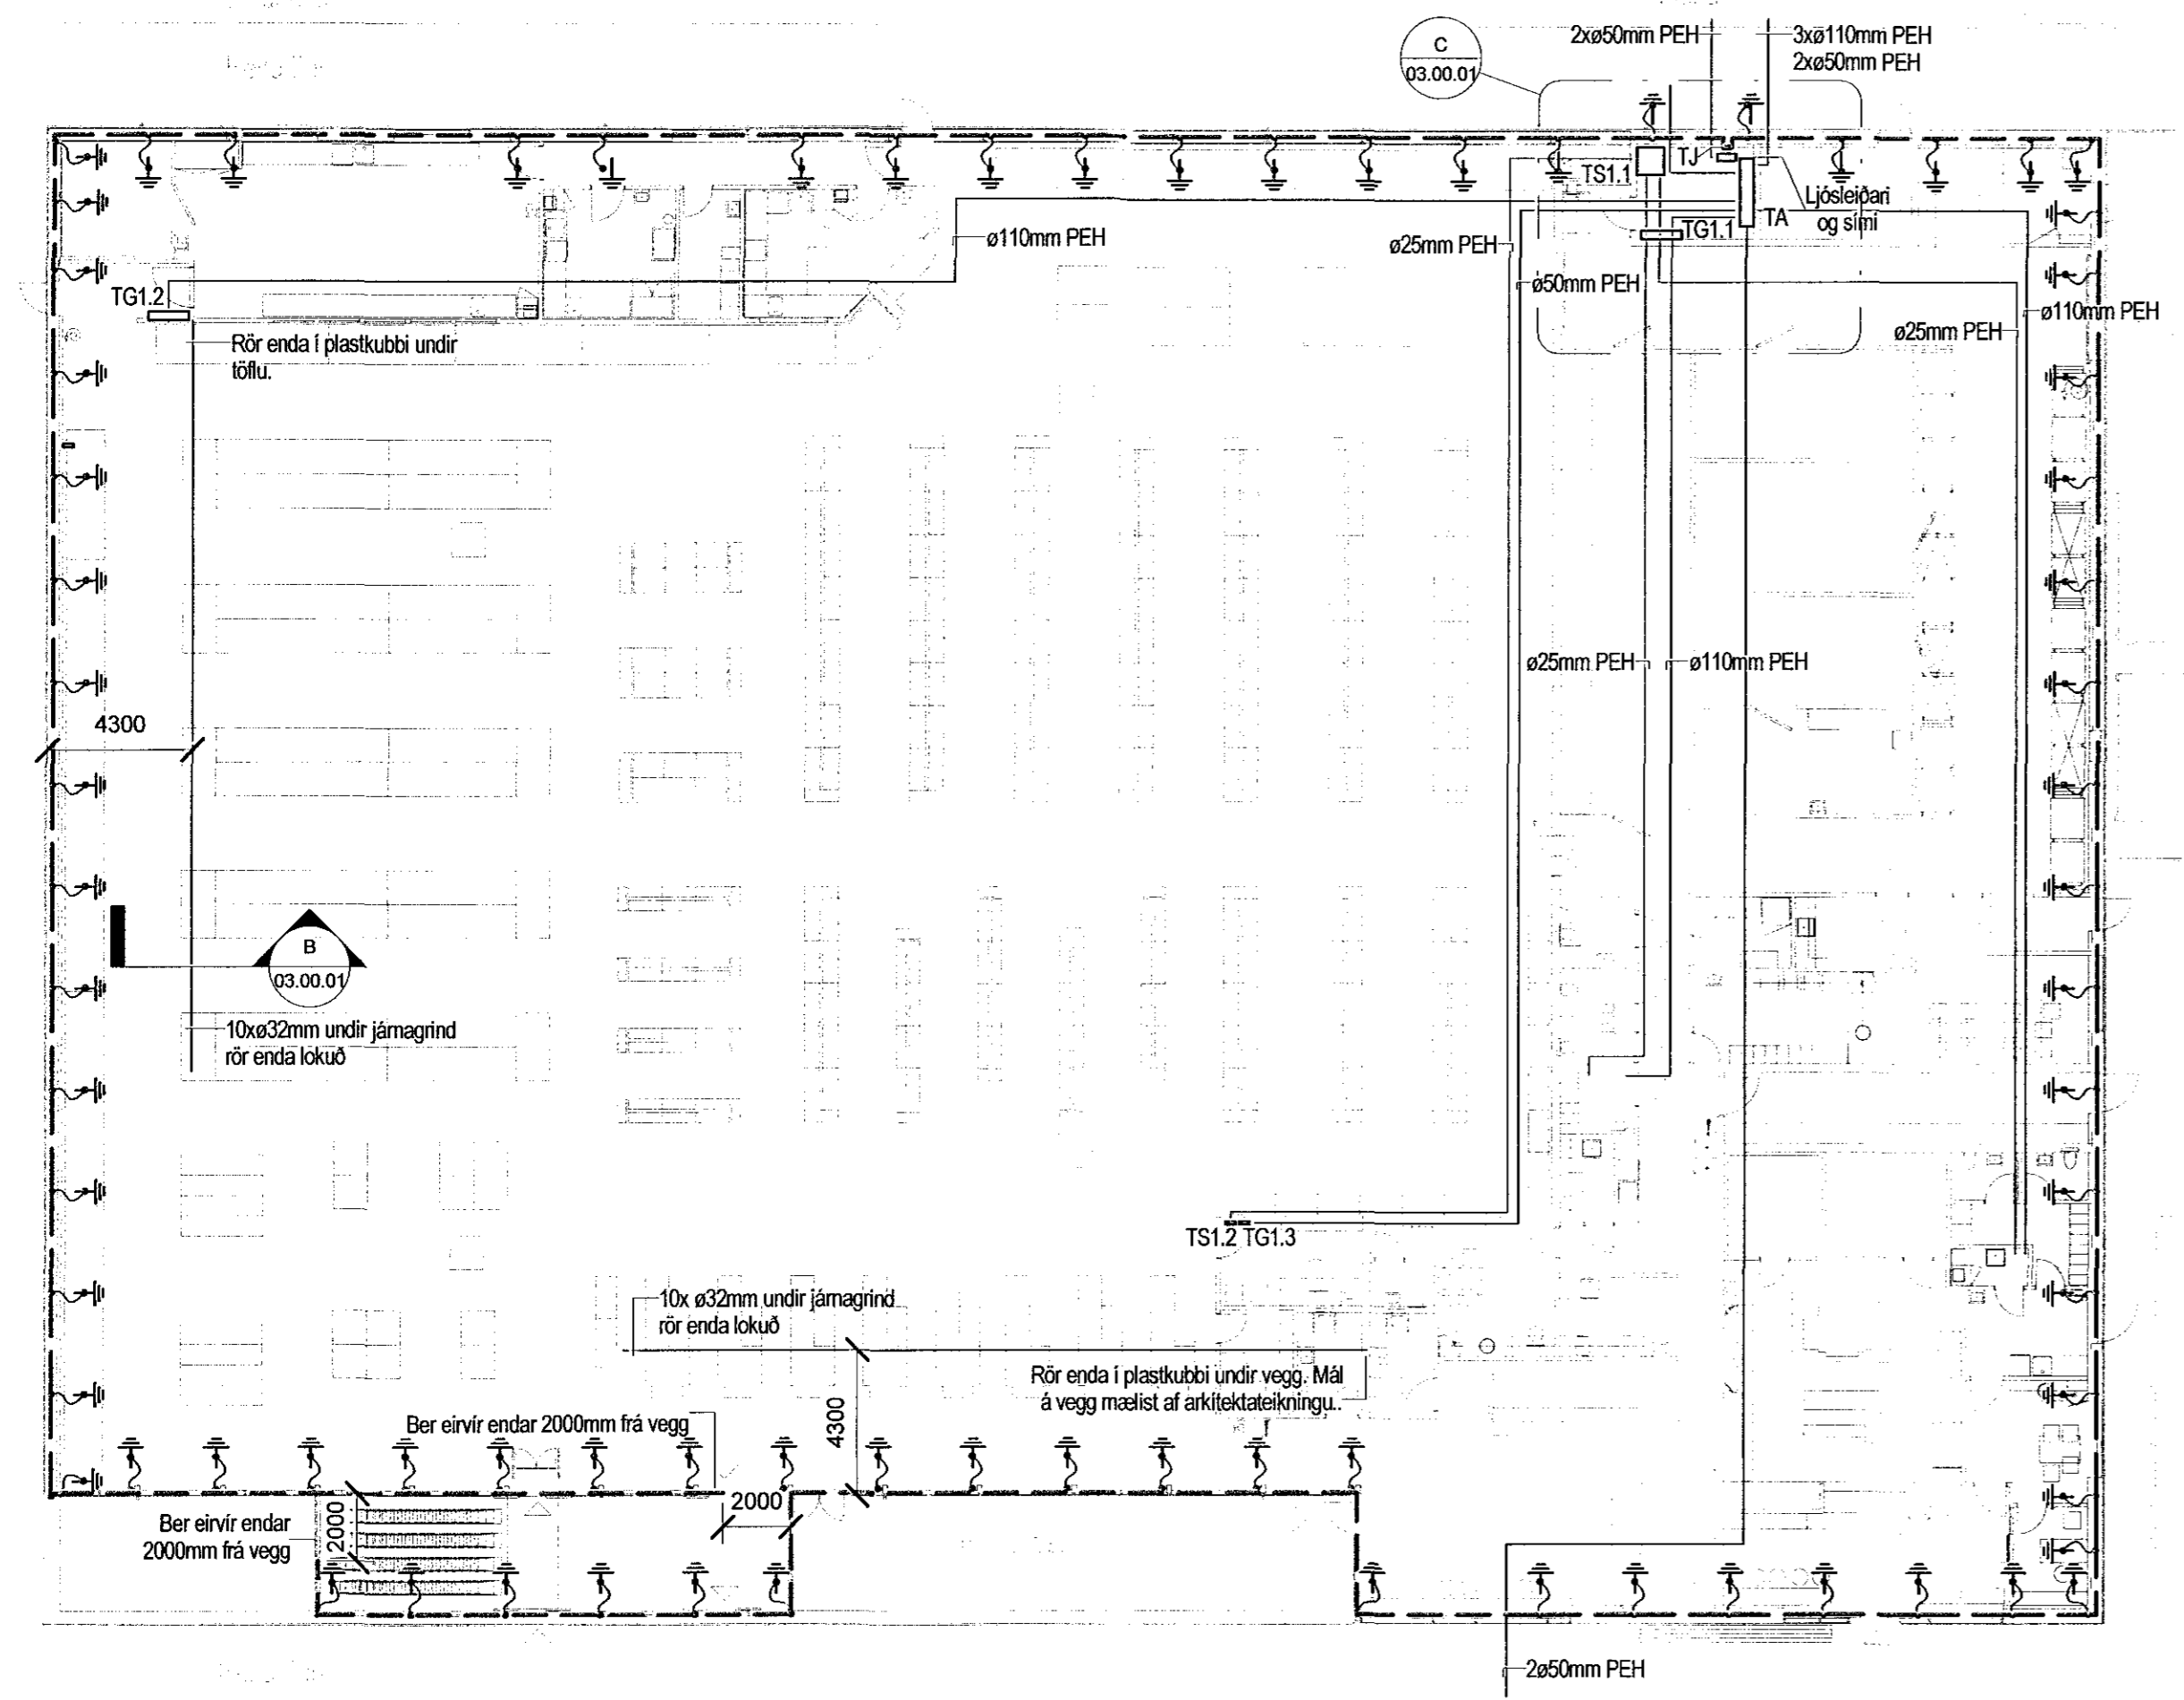 2xø50mm PEH
3xø110mm PEH
2xø50mm PEH
C
03.00.01
TJ
TS1.1
Ljósleiðari
og sími
TA
TG1.1
ø110mm PEH
ø25mm PEH
ø50mm PEH
TG1.2
ø110mm PEH
ø25mm PEH
Rör enda í plastkubbi undir
töflu.
ø25mm PEH
ø110mm PEH
4300
B
03.00.01
10xø32mm undir járnagrind
rör enda lokuð
TS1.2 TG1.3
10x ø32mm undir járnagrind
rör enda lokuð
Rör enda í plastkubbi undir vegg. Mál
á vegg mælist af arkitektateikningu..
Ber eirvír endar 2000mm frá vegg
4300
2000
2000
Ber eirvír endar
2000mm frá vegg
2ø50mm PEH